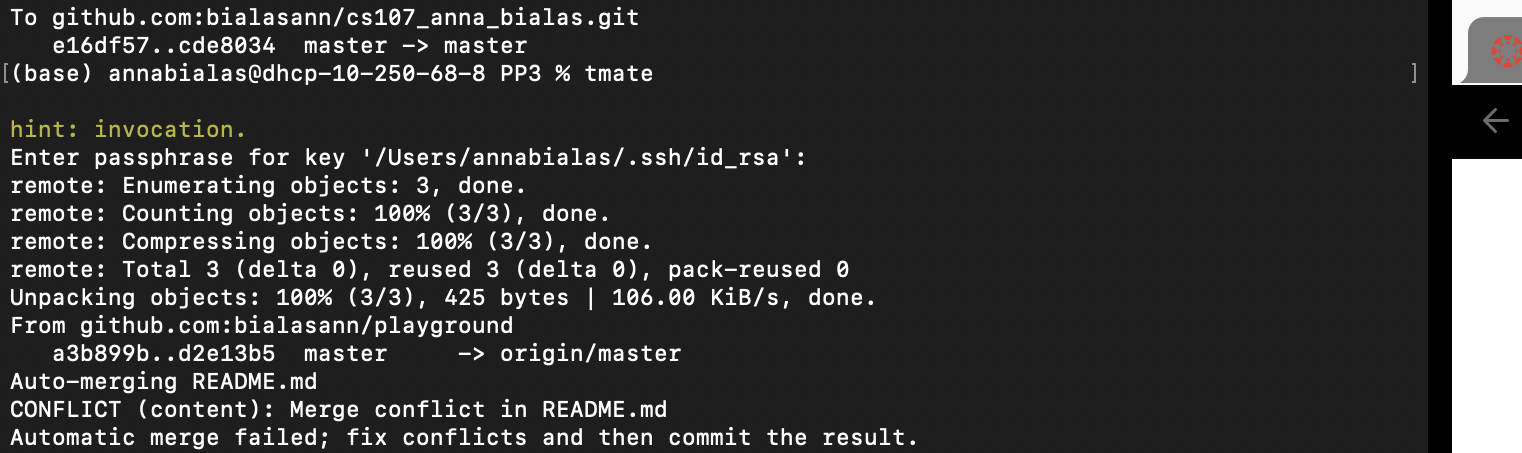 To github.com:bialasann/cs107_anna_bialas.git
   e16df57..cde8034  master -> master
[(base) annabialas@dhcp-10-250-68-8 PP3 % tmate ]
hint: invocation.
Enter passphrase for key '/Users/annabialas/.ssh/id_rsa':
remote: Enumerating objects: 3, done.
remote: Counting objects: 100% (3/3), done.
remote: Compressing objects: 100% (3/3), done.
remote: Total 3 (delta 0), reused 3 (delta 0), pack-reused 0
Unpacking objects: 100% (3/3), 425 bytes | 106.00 KiB/s, done.
From github.com:bialasann/playground
   a3b899b..d2e13b5  master     -> origin/master
Auto-merging README.md
CONFLICT (content): Merge conflict in README.md
Automatic merge failed; fix conflicts and then commit the result.